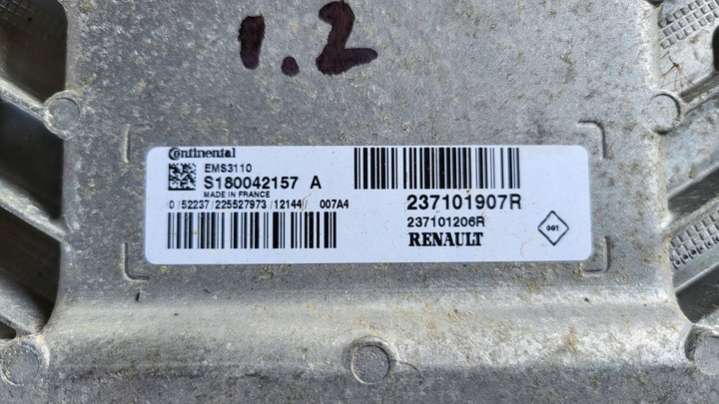 1.2
Continental
EMS3110
S180042157 A
MADE IN FRANCE
0/52237/225527973/12144/ 007A4
237101907R
237101206R
RENAULT
001